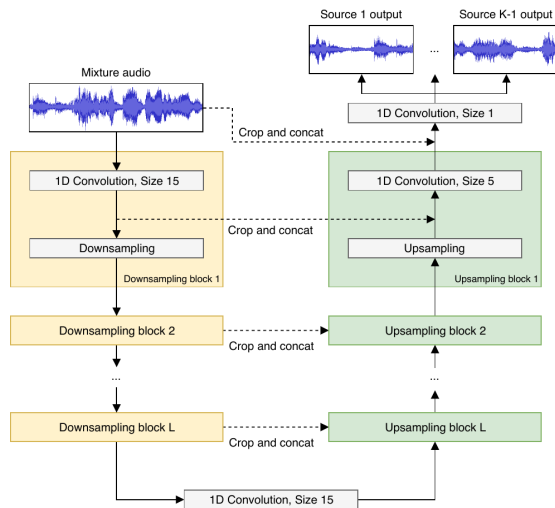 Source 1 output
Source K-1 output
...
Mixture audio
1D Convolution, Size 1
Crop and concat
1D Convolution, Size 15
1D Convolution, Size 5
Crop and concat
Downsampling
Upsampling
Downsampling block 1
Upsampling block 1
Downsampling block 2
Upsampling block 2
Crop and concat
...
...
Downsampling block L
Upsampling block L
Crop and concat
1D Convolution, Size 15